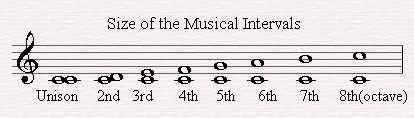 Size of the Musical Intervals
Unison 2nd 3rd 4th 5th 6th 7th 8th(octave)